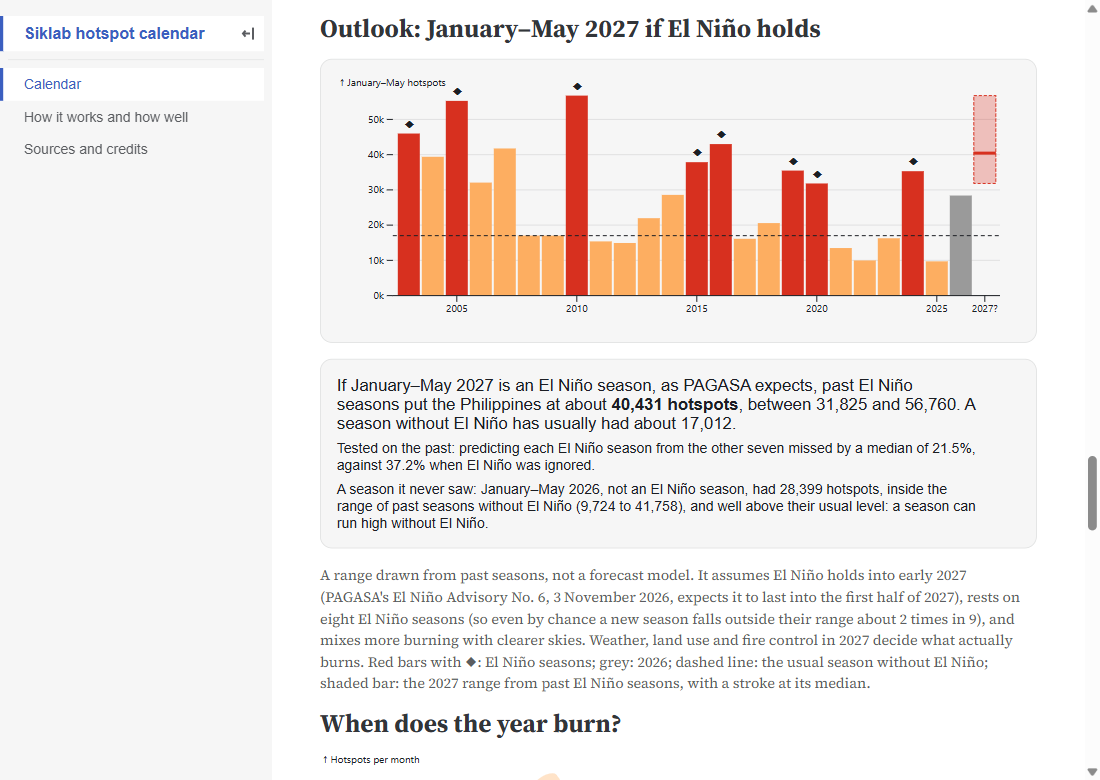 Siklab hotspot calendar
Calendar
How it works and how well
Sources and credits
Outlook: January–May 2027 if El Niño holds
↑ January–May hotspots
50k
40k
30k
20k
10k
0k
2005
2010
2015
2020
2025
2027?
If January–May 2027 is an El Niño season, as PAGASA expects, past El Niño
seasons put the Philippines at about 40,431 hotspots, between 31,825 and 56,760. A
season without El Niño has usually had about 17,012.
Tested on the past: predicting each El Niño season from the other seven missed by a median of 21.5%,
against 37.2% when El Niño was ignored.
A season it never saw: January–May 2026, not an El Niño season, had 28,399 hotspots, inside the
range of past seasons without El Niño (9,724 to 41,758), and well above their usual level: a season can
run high without El Niño.
A range drawn from past seasons, not a forecast model. It assumes El Niño holds into early 2027
(PAGASA's El Niño Advisory No. 6, 3 November 2026, expects it to last into the first half of 2027), rests on
eight El Niño seasons (so even by chance a new season falls outside their range about 2 times in 9), and
mixes more burning with clearer skies. Weather, land use and fire control in 2027 decide what actually
burns. Red bars with ◆: El Niño seasons; grey: 2026; dashed line: the usual season without El Niño;
shaded bar: the 2027 range from past El Niño seasons, with a stroke at its median.
When does the year burn?
↑ Hotspots per month